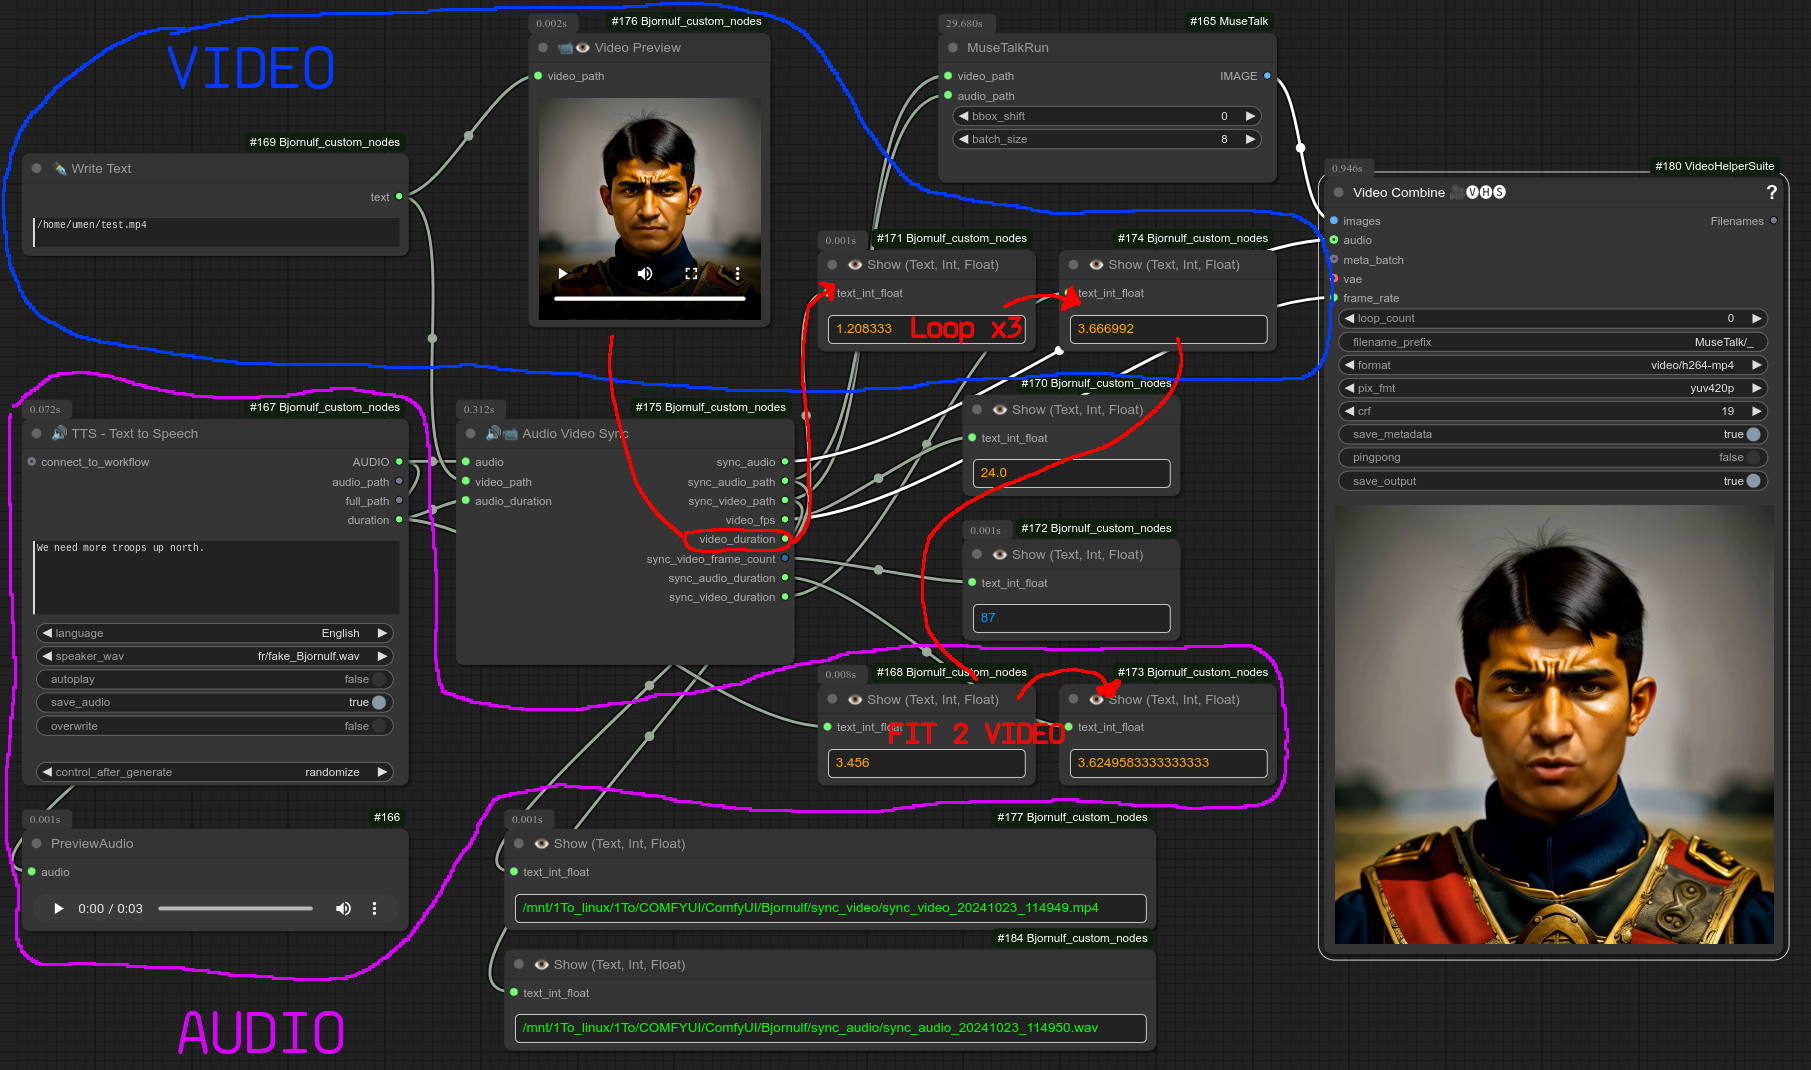 VIDEO
0.002s
#176 Bjornulf_custom_nodes
Video Preview
video_path
29.680s
#165 MuseTalk
MuseTalkRun
video_path
IMAGE
audio_path
bbox_shift
0
batch_size
8
#169 Bjornulf_custom_nodes
Write Text
text
/home/umen/test.mp4
0.946s
#180 VideoHelperSuite
Video Combine VHS
?
images
Filenames
audio
meta_batch
vae
frame_rate
loop_count
0
filename_prefix
MuseTalk/_
format
video/h264-mp4
pix_fmt
yuv420p
crf
19
save_metadata
true
pingpong
false
save_output
true
0.001s
#171 Bjornulf_custom_nodes
Show (Text, Int, Float)
text_int_float
1.208333
Loop x3
#174 Bjornulf_custom_nodes
Show (Text, Int, Float)
text_int_float
3.666992
#170 Bjornulf_custom_nodes
Show (Text, Int, Float)
text_int_float
24.0
0.072s
#167 Bjornulf_custom_nodes
TTS - Text to Speech
connect_to_workflow
AUDIO
audio_path
full_path
duration
We need more troops up north.
language
English
speaker_wav
fr/fake_Bjornulf.wav
autoplay
false
save_audio
true
overwrite
false
control_after_generate
randomize
0.312s
#175 Bjornulf_custom_nodes
Audio Video Sync
audio
sync_audio
video_path
sync_audio_path
audio_duration
sync_video_path
video_fps
video_duration
sync_video_frame_count
sync_audio_duration
sync_video_duration
0.001s
#172 Bjornulf_custom_nodes
Show (Text, Int, Float)
text_int_float
87
0.008s
#168 Bjornulf_custom_nodes
Show (Text, Int, Float)
text_int_float
3.456
FIT 2 VIDEO
#173 Bjornulf_custom_nodes
Show (Text, Int, Float)
text_int_float
3.6249583333333333
0.001s
#166
PreviewAudio
audio
0:00 / 0:03
0.001s
#177 Bjornulf_custom_nodes
Show (Text, Int, Float)
text_int_float
/mnt/1To_linux/1To/COMFYUI/ComfyUI/Bjornulf/sync_video/sync_video_20241023_114949.mp4
#184 Bjornulf_custom_nodes
Show (Text, Int, Float)
text_int_float
/mnt/1To_linux/1To/COMFYUI/ComfyUI/Bjornulf/sync_audio/sync_audio_20241023_114950.wav
AUDIO